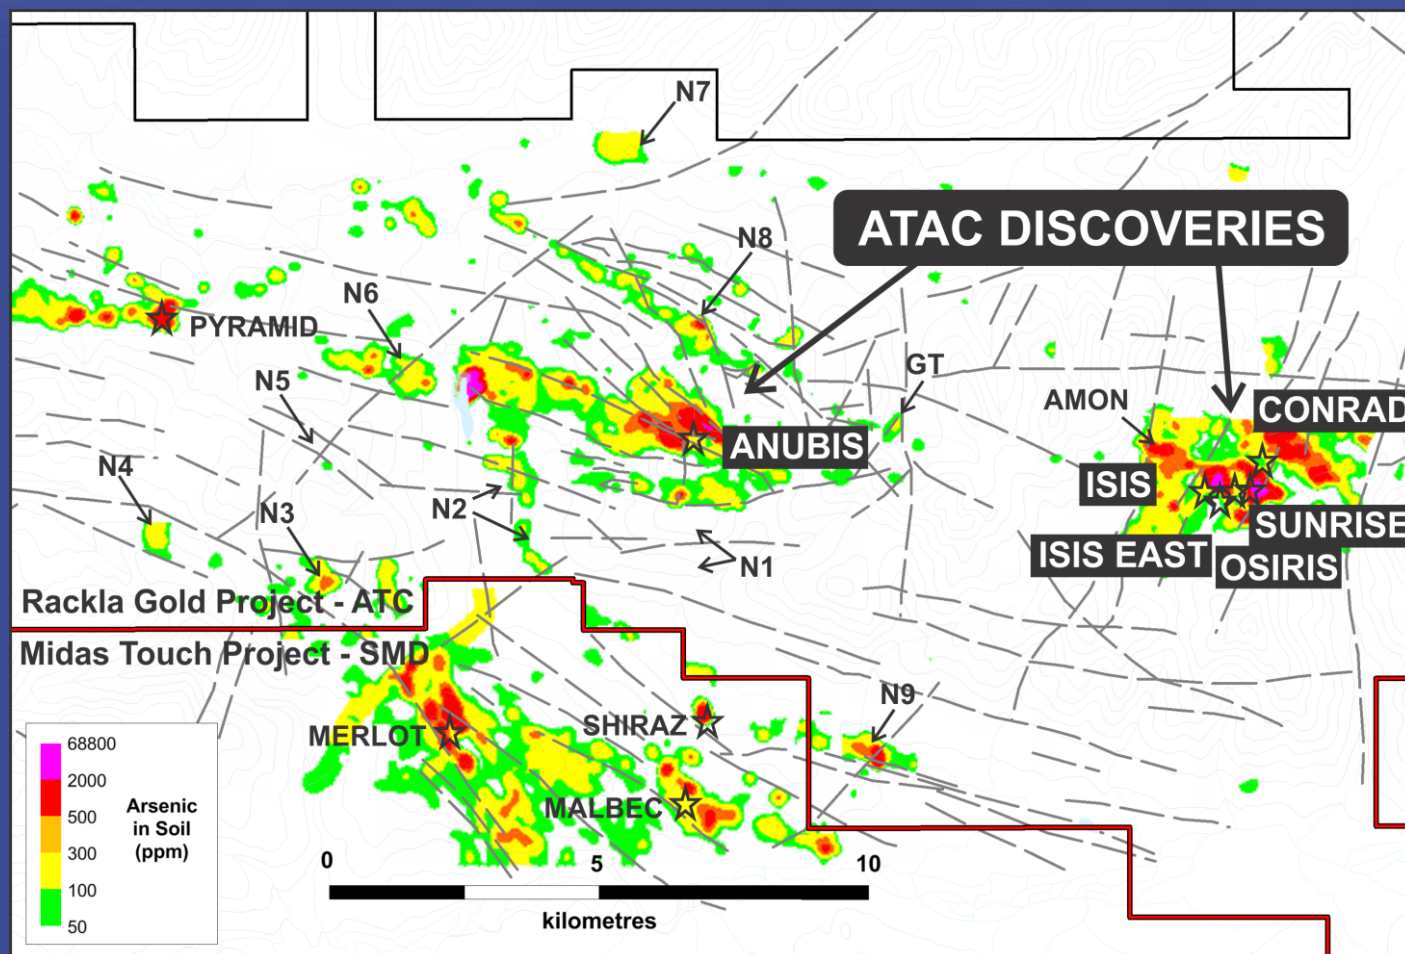 N7
ATAC DISCOVERIES
N8
N6
PYRAMID
GT
N5
AMON
CONRAD
ANUBIS
N4
ISIS
N3
N2
SUNRISE
ISIS EAST
OSIRIS
N1
Rackla Gold Project - ATC
Midas Touch Project - SMD
N9
SHIRAZ
MERLOT
MALBEC
68800
2000
500
300
100
50
Arsenic
in Soil
(ppm)
0 5 10
kilometres